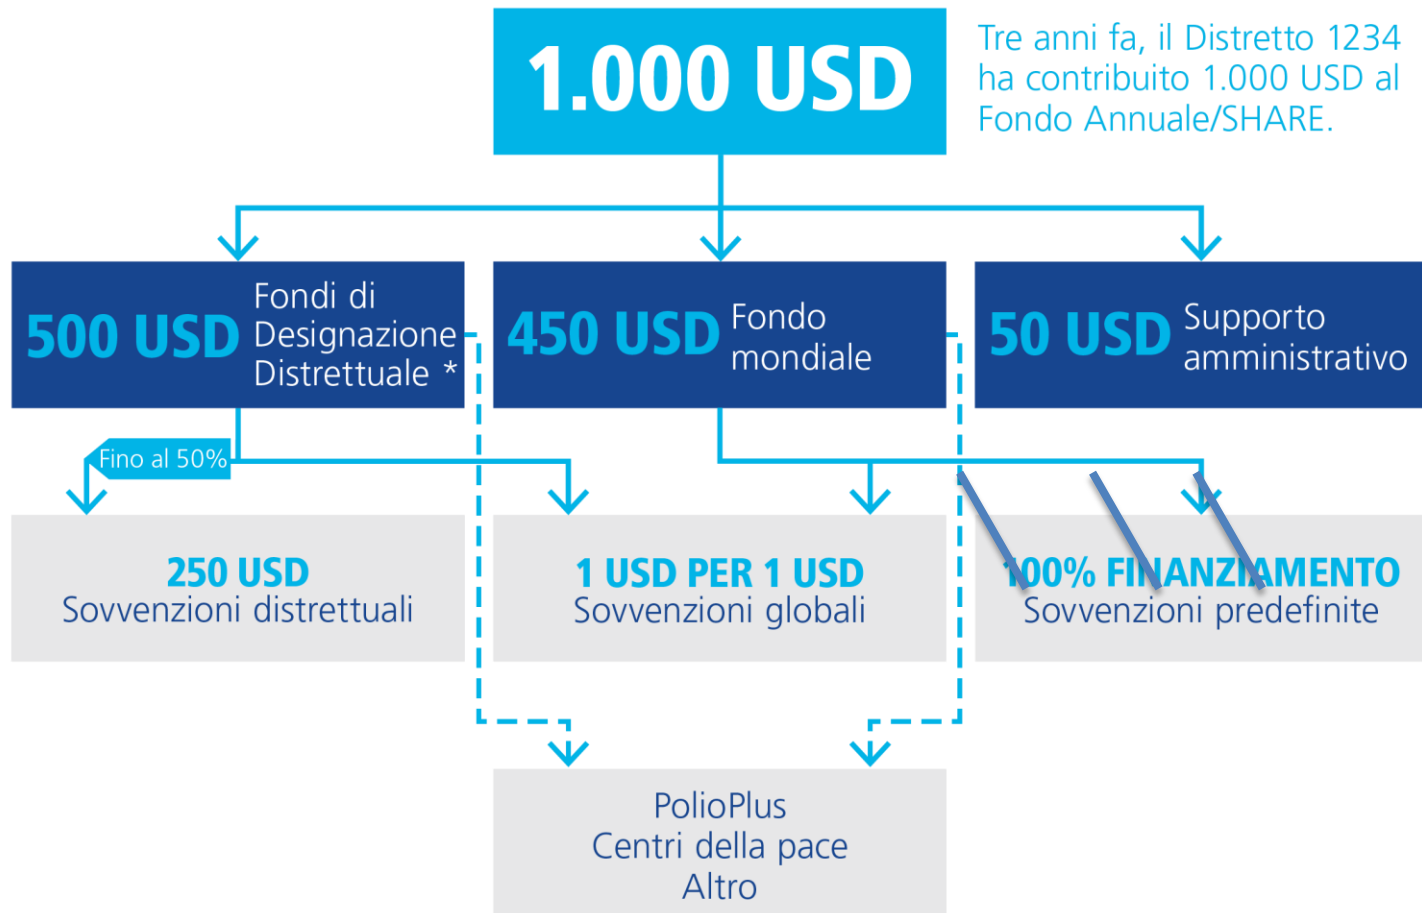 1.000 USD
Tre anni fa, il Distretto 1234
ha contribuito 1.000 USD al
Fondo Annuale/SHARE.
500 USD
Fondi di
Designazione
Distrettuale *
450 USD
Fondo
mondiale
50 USD
Supporto
amministrativo
Fino al 50%
250 USD
Sovvenzioni distrettuali
1 USD PER 1 USD
Sovvenzioni globali
100% FINANZIAMENTO
Sovvenzioni predefinite
PolioPlus
Centri della pace
Altro